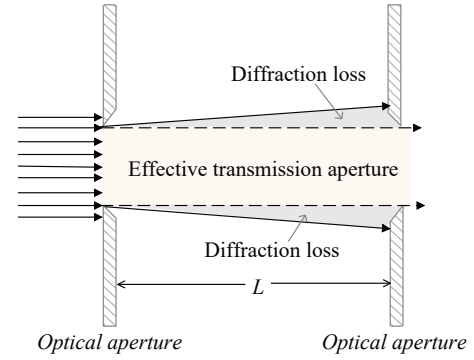 Diffraction loss
Effective transmission aperture
Diffraction loss
L
Optical aperture
Optical aperture